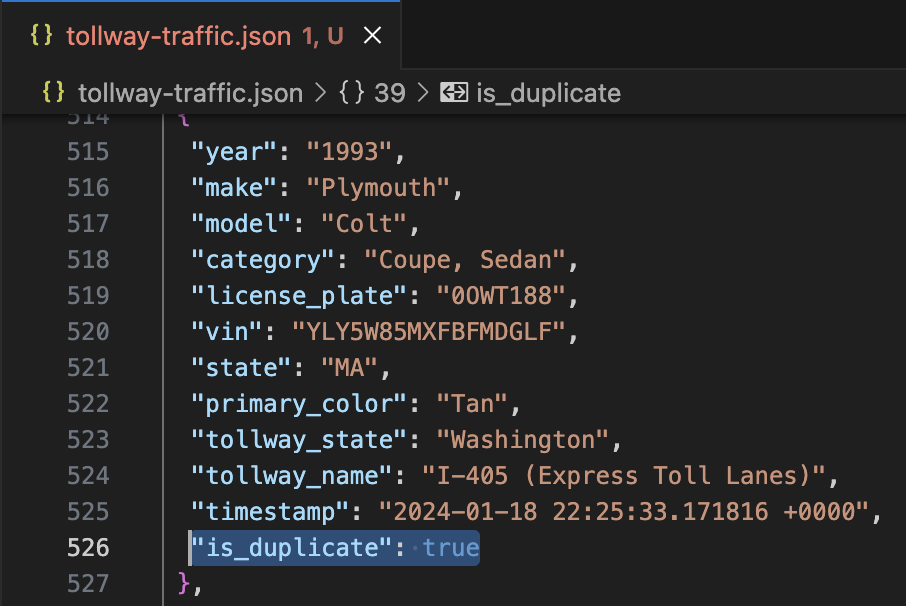 {} tollway-traffic.json 1, U ×
{} tollway-traffic.json > {} 39 > is_duplicate
514 {
515 "year": "1993",
516 "make": "Plymouth",
517 "model": "Colt",
518 "category": "Coupe, Sedan",
519 "license_plate": "0OWT188",
520 "vin": "YLY5W85MXFBFMDGLF",
521 "state": "MA",
522 "primary_color": "Tan",
523 "tollway_state": "Washington",
524 "tollway_name": "I-405 (Express Toll Lanes)",
525 "timestamp": "2024-01-18 22:25:33.171816 +0000",
526 "is_duplicate": true
527 },